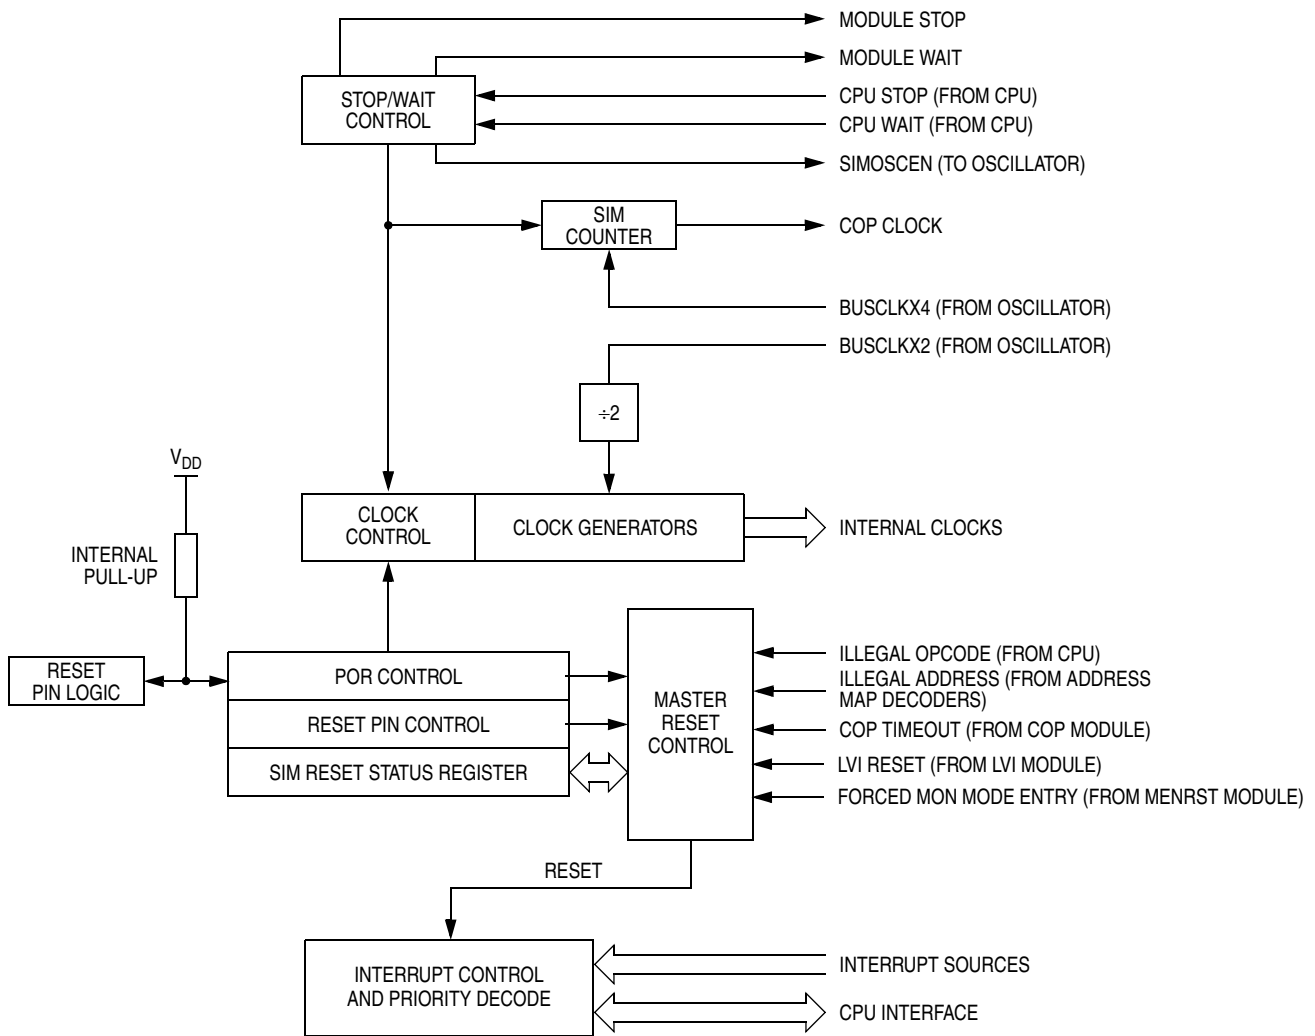 MODULE STOP
MODULE WAIT
STOP/WAIT
CONTROL
CPU STOP (FROM CPU)
CPU WAIT (FROM CPU)
SIMOSCEN (TO OSCILLATOR)
SIM
COUNTER
COP CLOCK
BUSCLKX4 (FROM OSCILLATOR)
BUSCLKX2 (FROM OSCILLATOR)
÷2
VDD
CLOCK
CONTROL
CLOCK GENERATORS
INTERNAL CLOCKS
INTERNAL
PULL-UP
RESET
PIN LOGIC
POR CONTROL
RESET PIN CONTROL
SIM RESET STATUS REGISTER
MASTER
RESET
CONTROL
ILLEGAL OPCODE (FROM CPU)
ILLEGAL ADDRESS (FROM ADDRESS
MAP DECODERS)
COP TIMEOUT (FROM COP MODULE)
LVI RESET (FROM LVI MODULE)
FORCED MON MODE ENTRY (FROM MENRST MODULE)
RESET
INTERRUPT CONTROL
AND PRIORITY DECODE
INTERRUPT SOURCES
CPU INTERFACE